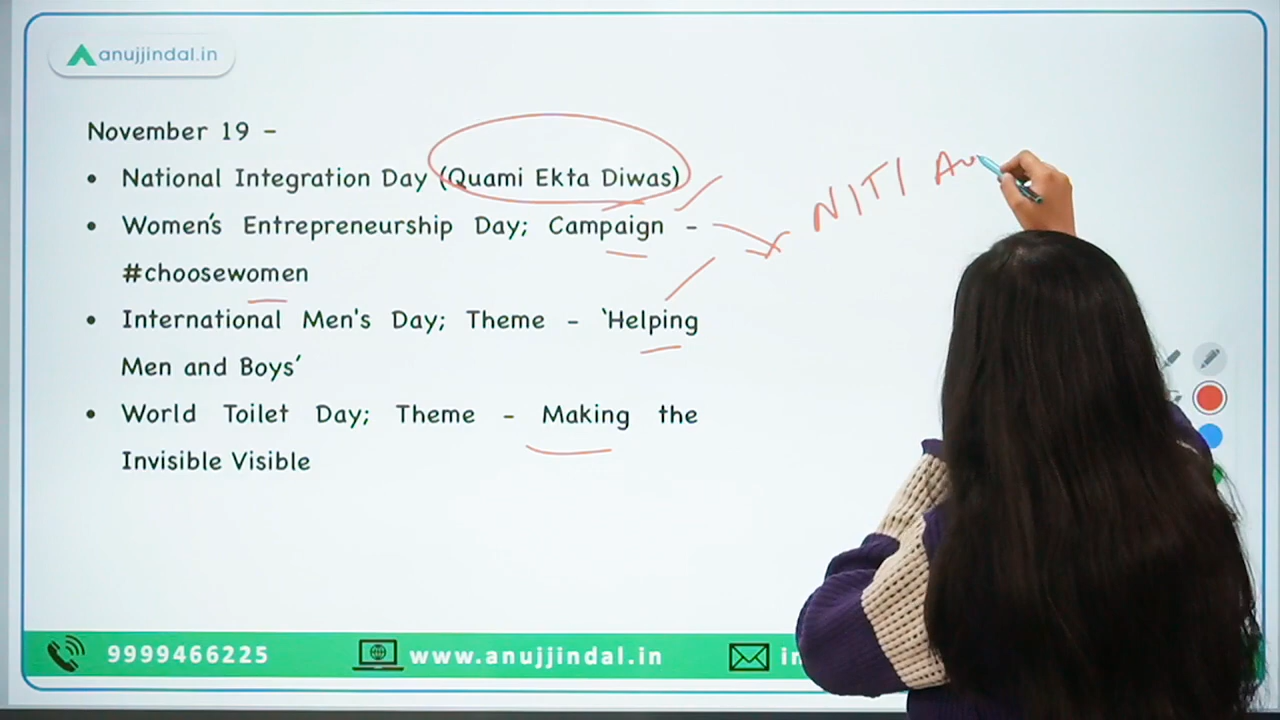 anujjindal.in
November 19 -
• National Integration Day (Quami Ekta Diwas)
• Women's Entrepreneurship Day; Campaign -
#choosewomen
• International Men's Day; Theme - 'Helping
Men and Boys'
• World Toilet Day; Theme - Making the
Invisible Visible
NITI
9999466225
www.anujjindal.in